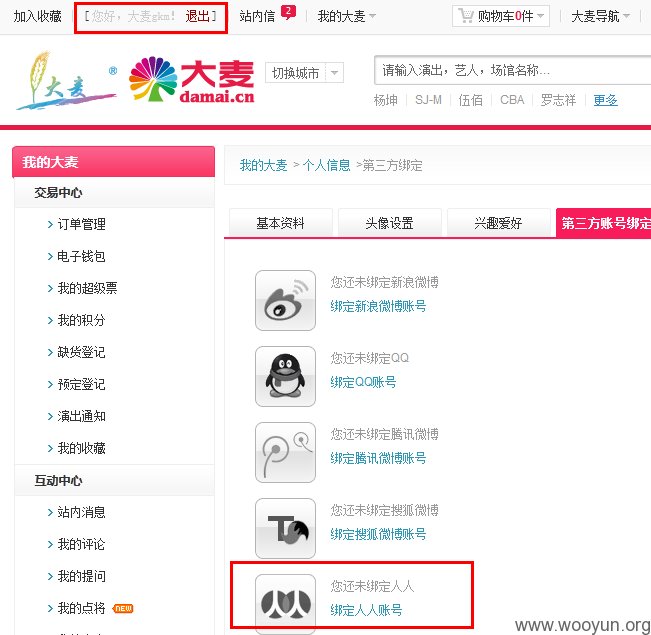 加入收藏 [您好，大麦gkm! 退出] 站内信 2 我的大麦 购物车0件 大麦导航
大麦 ® 大麦 damai.cn 切换城市 请输入演出，艺人，场馆名称...
杨坤 SJ-M 伍佰 CBA 罗志祥 更多
我的大麦
我的大麦 > 个人信息 >第三方绑定
交易中心
订单管理
电子钱包
我的超级票
我的积分
缺货登记
预定登记
演出通知
我的收藏
互动中心
站内消息
我的评论
我的提问
我的点将 NEW
基本资料 头像设置 兴趣爱好 第三方账号绑定
您还未绑定新浪微博
绑定新浪微博账号
您还未绑定QQ
绑定QQ账号
您还未绑定腾讯微博
绑定腾讯微博账号
您还未绑定搜狐微博
绑定搜狐微博账号
您还未绑定人人
绑定人人账号
www.wooyun.org